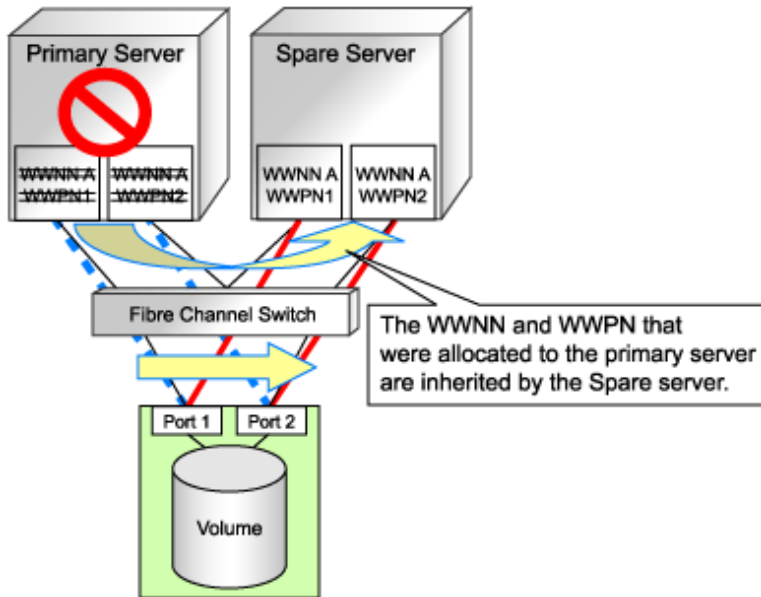 Primary Server
Spare Server
WWNN A
WWPN1
WWNN A
WWPN2
WWNN A
WWPN1
WWNN A
WWPN2
Fibre Channel Switch
The WWNN and WWPN that
were allocated to the primary server
are inherited by the Spare server.
Port 1
Port 2
Volume